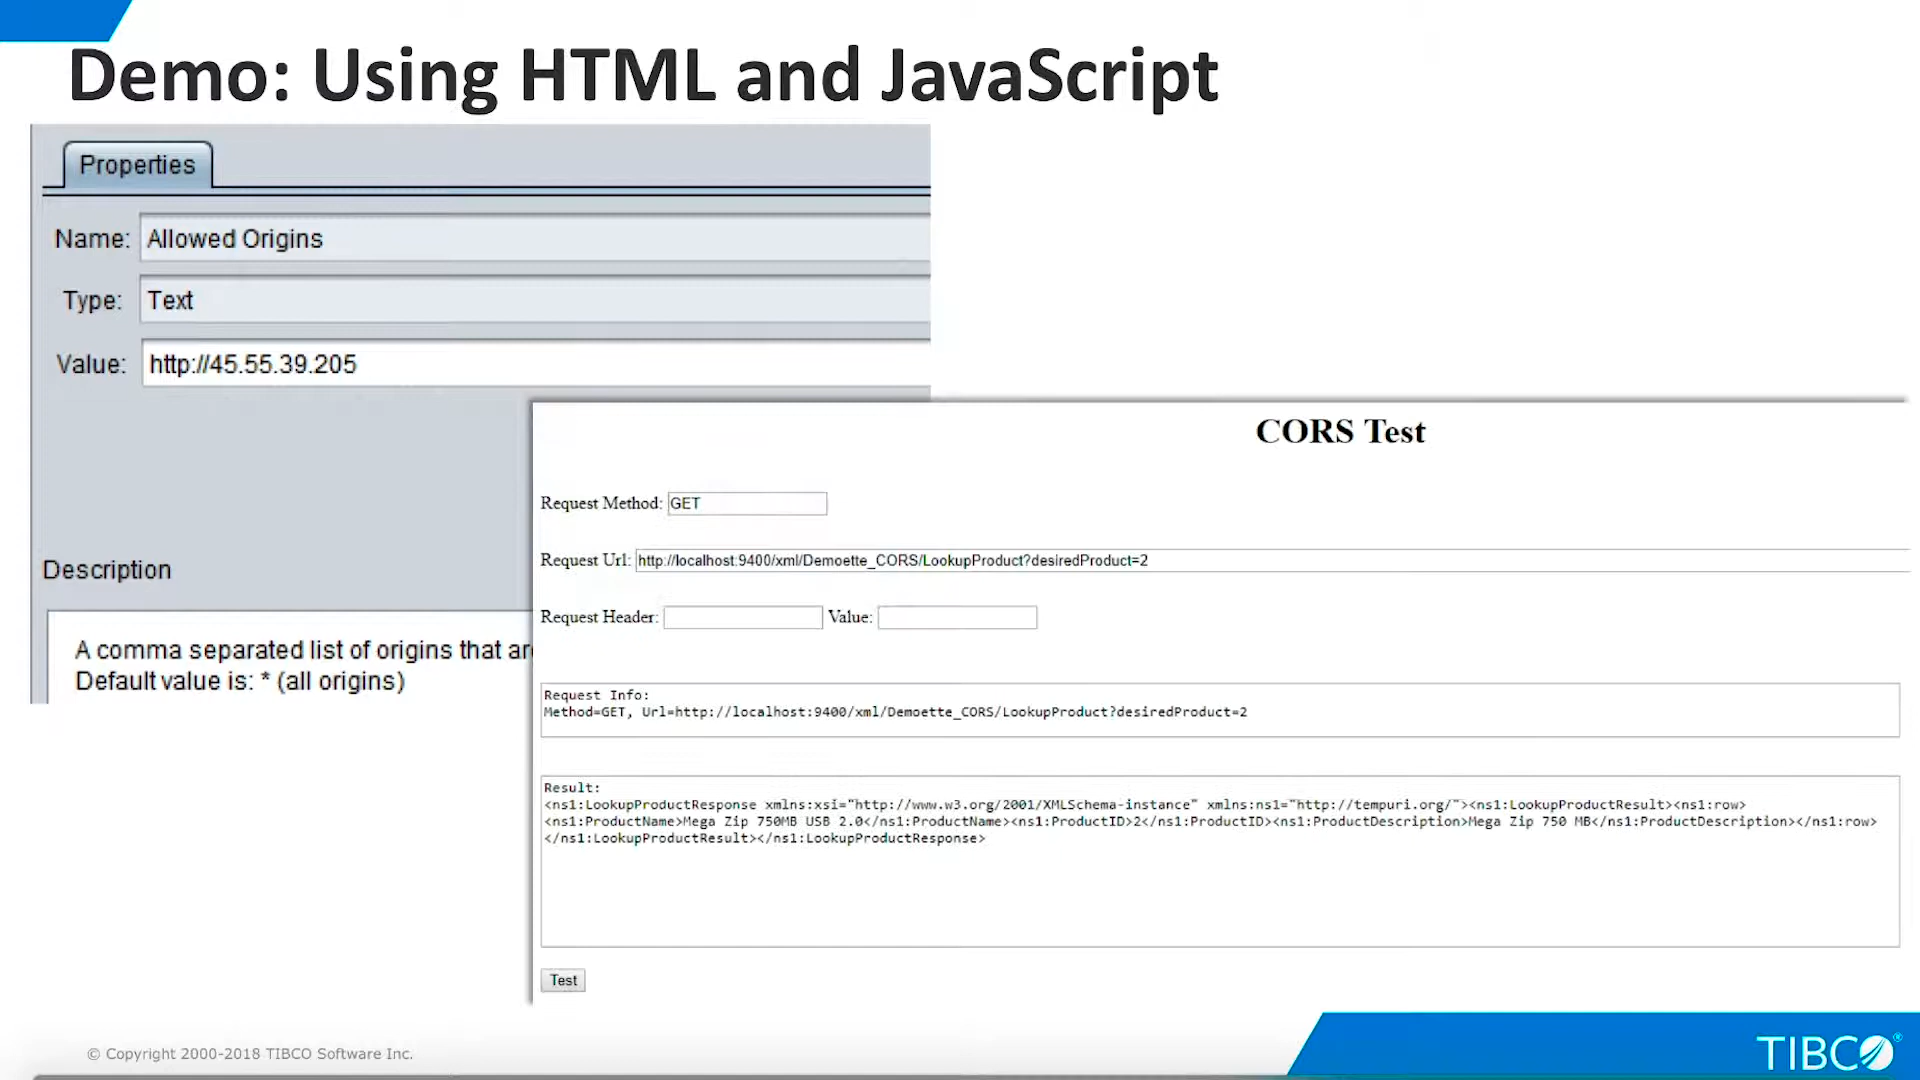 Demo: Using HTML and JavaScript
Properties
Name: Allowed Origins
Type: Text
Value: http://45.55.39.205
Description
A comma separated list of origins that are
Default value is: * (all origins)
CORS Test
Request Method: GET
Request Url: http://localhost:9400/xml/Demoette_CORS/LookupProduct?desiredProduct=2
Request Header: Value:
Request Info:
Method=GET, Url=http://localhost:9400/xml/Demoette_CORS/LookupProduct?desiredProduct=2
Result:
<ns1:LookupProductResponse xmlns:xsi="http://www.w3.org/2001/XMLSchema-instance" xmlns:ns1="http://tempuri.org/"><ns1:LookupProductResult><ns1:row>
<ns1:ProductName>Mega Zip 750MB USB 2.0</ns1:ProductName><ns1:ProductID>2</ns1:ProductID><ns1:ProductDescription>Mega Zip 750 MB</ns1:ProductDescription></ns1:row>
</ns1:LookupProductResult></ns1:LookupProductResponse>
Test
© Copyright 2000-2018 TIBCO Software Inc.
TIBCO®